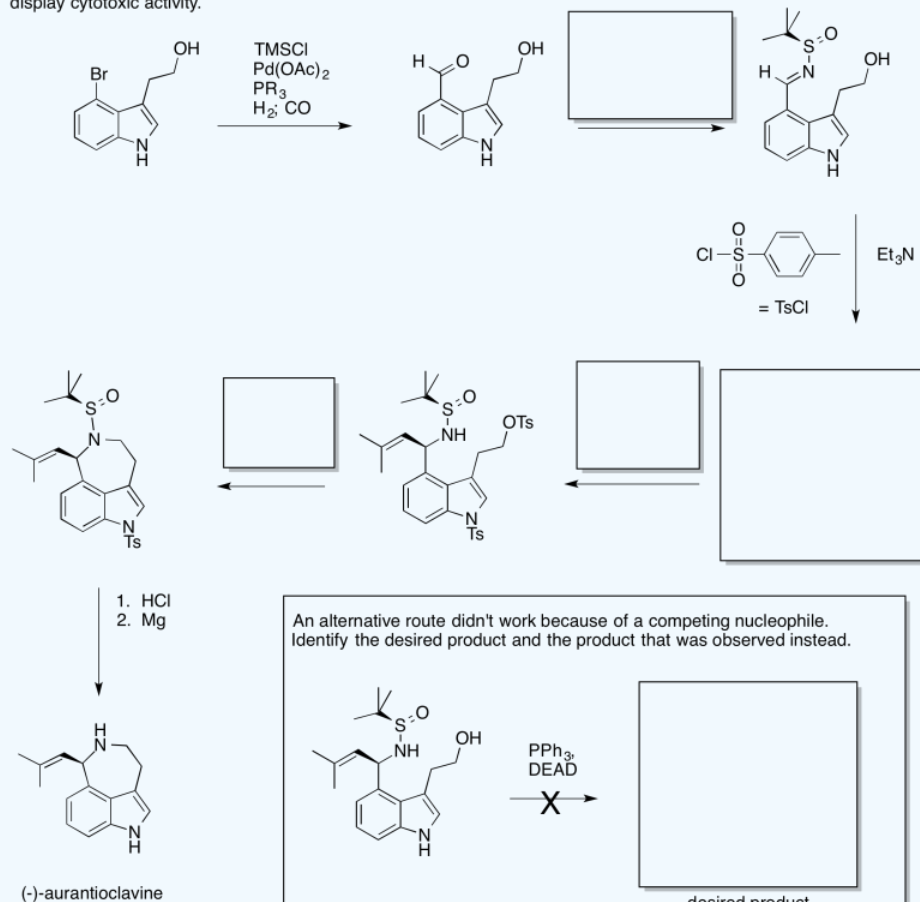 display cytotoxic activity.
Br
OH
N
H
TMSCl
Pd(OAc)2
PR3
H2; CO
H
O
OH
N
H
S
O
H
N
OH
N
H
O
Cl
S
O
= TsCl
Et3N
S
O
N
N
Ts
S
O
NH
OTs
N
Ts
1. HCl
2. Mg
H
N
N
H
(-)-aurantioclavine
An alternative route didn't work because of a competing nucleophile.
Identify the desired product and the product that was observed instead.
S
O
NH
OH
N
H
PPh3,
DEAD
X
desired product